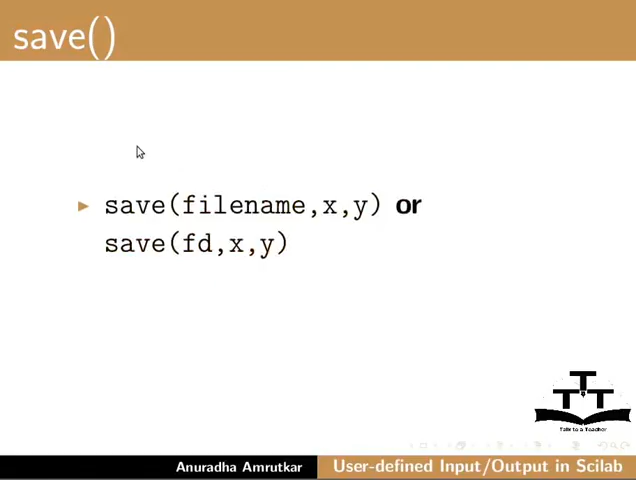 save()
save(filename,x,y) or
save(fd,x,y)
T
T T
Talk to a Teacher
Anuradha Amrutkar
User-defined Input/Output in Scilab